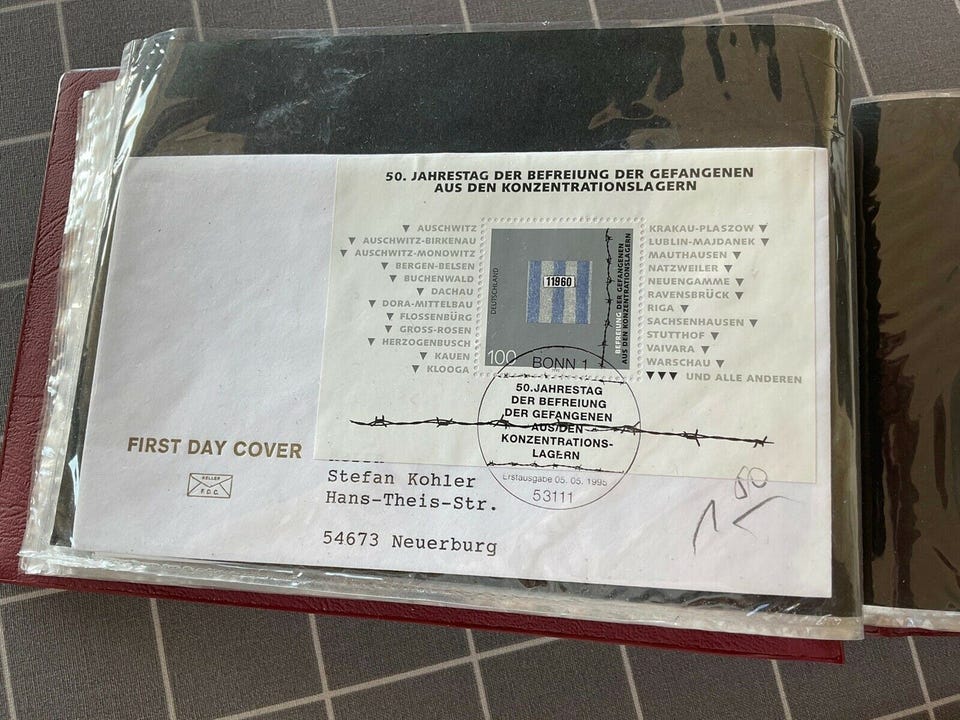 50. JAHRESTAG DER BEFREIUNG DER GEFANGENEN
AUS DEN KONZENTRATIONSLAGERN
AUSCHWITZ
AUSCHWITZ-BIRKENAU
AUSCHWITZ-MONOWITZ
BERGEN-BELSEN
BUCHENWALD
DACHAU
DORA-MITTELBAU
FLOSSENBÜRG
GROSS-ROSEN
HERZOGENBUSCH
KAUEN
KLOOGA
DEUTSCHLAND
11960
100
BEFREIUNG DER GEFANGENEN
AUS DEN KONZENTRATIONSLAGERN
KRAKAU-PLASZOW
LUBLIN-MAJDANEK
MAUTHAUSEN
NATZWEILER
NEUENGAMME
RAVENSBRÜCK
RIGA
SACHSENHAUSEN
STUTTHOF
VAIVARA
WARSCHAU
UND ALLE ANDEREN
BONN 1
50.JAHRESTAG
DER BEFREIUNG
DER GEFANGENEN
AUS DEN
KONZENTRATIONS-
LAGERN
Erstausgabe 05.05.1995
53111
FIRST DAY COVER
KELLER
F.D.C.
Stefan Kohler
Hans-Theis-Str.
54673 Neuerburg